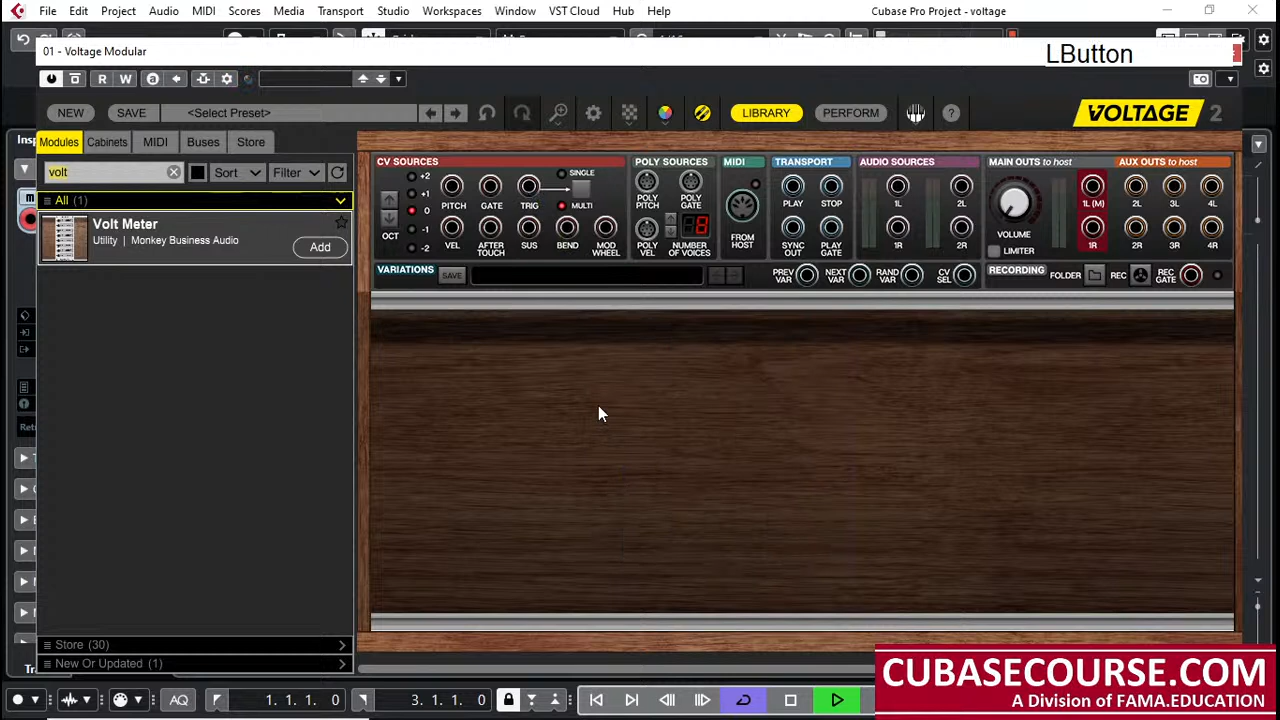 File Edit Project Audio MIDI Scores Media Transport Studio Workspaces Window VST Cloud Hub Help Cubase Pro Project - voltage
01 - Voltage Modular
LButton
R W a
NEW SAVE <Select Preset> LIBRARY PERFORM ? VOLTAGE 2
Modules Cabinets MIDI Buses Store
volt Sort Filter
All (1)
Volt Meter
Utility | Monkey Business Audio
Add
Store (30)
New Or Updated (1)
CV SOURCES
+2
+1
0
-1
-2
OCT
PITCH GATE TRIG
SINGLE
MULTI
VEL AFTER TOUCH SUS BEND MOD WHEEL
POLY SOURCES
POLY PITCH POLY GATE
POLY VEL NUMBER OF VOICES
8
MIDI
FROM HOST
TRANSPORT
PLAY STOP
SYNC OUT PLAY GATE
AUDIO SOURCES
1L 2L
1R 2R
MAIN OUTS to host
VOLUME
LIMITER
1L (M)
1R
AUX OUTS to host
2L 3L 4L
2R 3R 4R
VARIATIONS SAVE PREV VAR NEXT VAR RAND VAR CV SEL
RECORDING FOLDER REC REC GATE
AQ 1. 1. 1. 0 3. 1. 1. 0
CUBASECOURSE.COM
A Division of FAMA.EDUCATION